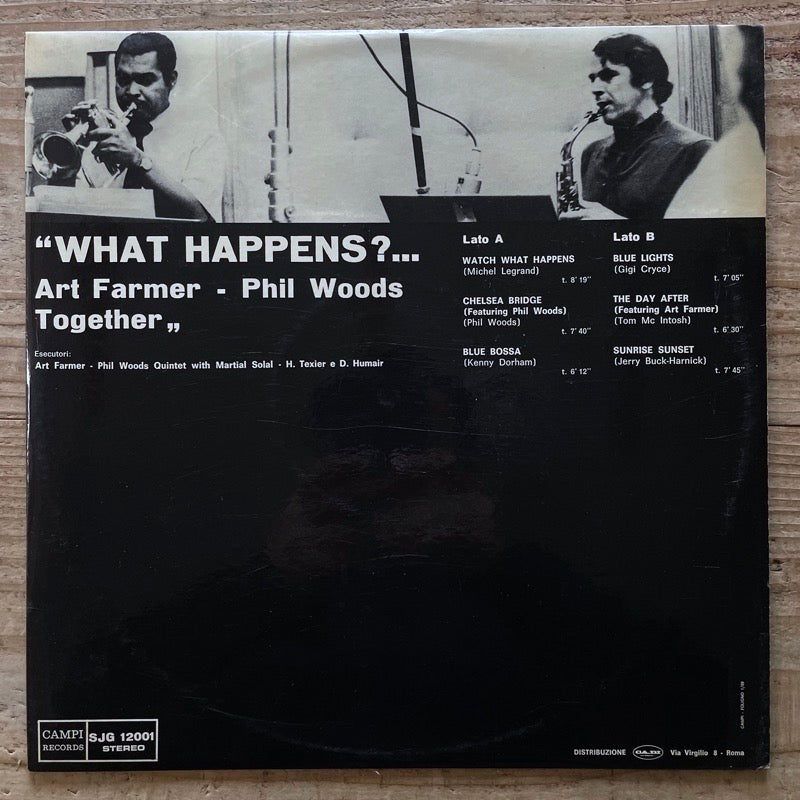 “WHAT HAPPENS?...
Art Farmer - Phil Woods
Together„
Esecutori:
Art Farmer - Phil Woods Quintet with Martial Solal - H. Texier e D. Humair
Lato A
WATCH WHAT HAPPENS
(Michel Legrand)
t. 8' 19"
CHELSEA BRIDGE
(Featuring Phil Woods)
(Phil Woods)
t. 7' 40"
BLUE BOSSA
(Kenny Dorham)
t. 6' 12"
Lato B
BLUE LIGHTS
(Gigi Cryce)
t. 7' 05"
THE DAY AFTER
(Featuring Art Farmer)
(Tom Mc Intosh)
t. 6' 30"
SUNRISE SUNSET
(Jerry Buck-Harnick)
t. 7' 45"
CAMPI
RECORDS
SJG 12001
STEREO
DISTRIBUZIONE
Via Virgilio 8 - Roma
CAMPI - FOLIGNO